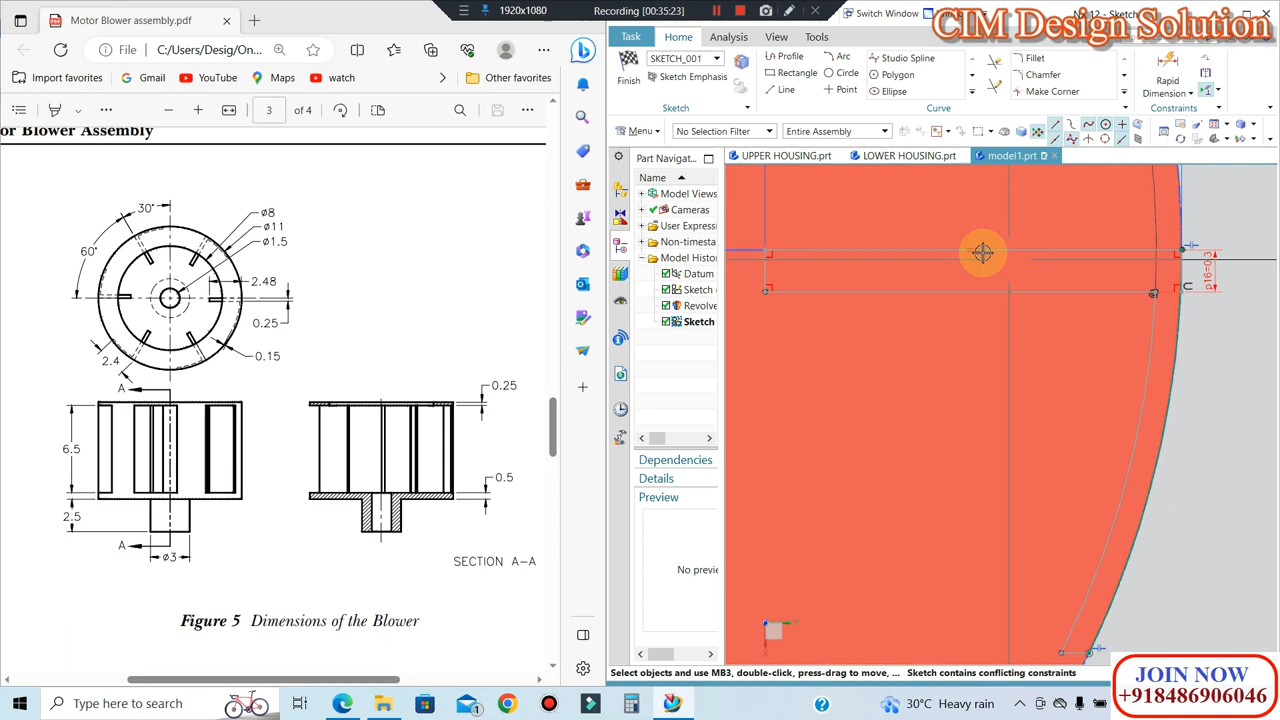 Motor Blower assembly.pdf
1920x1080
Recording [00:35:23]
Switch Window
12 - Sketch
CIM Design Solution
File
C:/Users/Desig/On...
Import favorites
Gmail
YouTube
Maps
watch
Other favorites
3
of 4
or Blower Assembly
30°
60°
ø8
ø11
ø1.5
2.48
0.25
0.15
2.4
A
6.5
2.5
A
ø3
0.25
0.5
SECTION A-A
Figure 5 Dimensions of the Blower
Task
Home
Analysis
View
Tools
Finish
SKETCH_001
Sketch Emphasis
Sketch
Profile
Arc
Rectangle
Circle
Line
Point
Studio Spline
Polygon
Ellipse
Curve
Fillet
Chamfer
Make Corner
Rapid
Dimension
Constraints
Menu
No Selection Filter
Entire Assembly
Part Navigat
UPPER HOUSING.prt
LOWER HOUSING.prt
model1.prt
Name
Model Views
Cameras
User Expressi
Non-timesta
Model Histor
Datum
Sketch
Revolve
Sketch
Dependencies
Details
Preview
No previe
p16=0.3
Select objects and use MB3, double-click, press-drag to move, ...
Sketch contains conflicting constraints
JOIN NOW
+918486906046
Type here to search
1
30°C Heavy rain